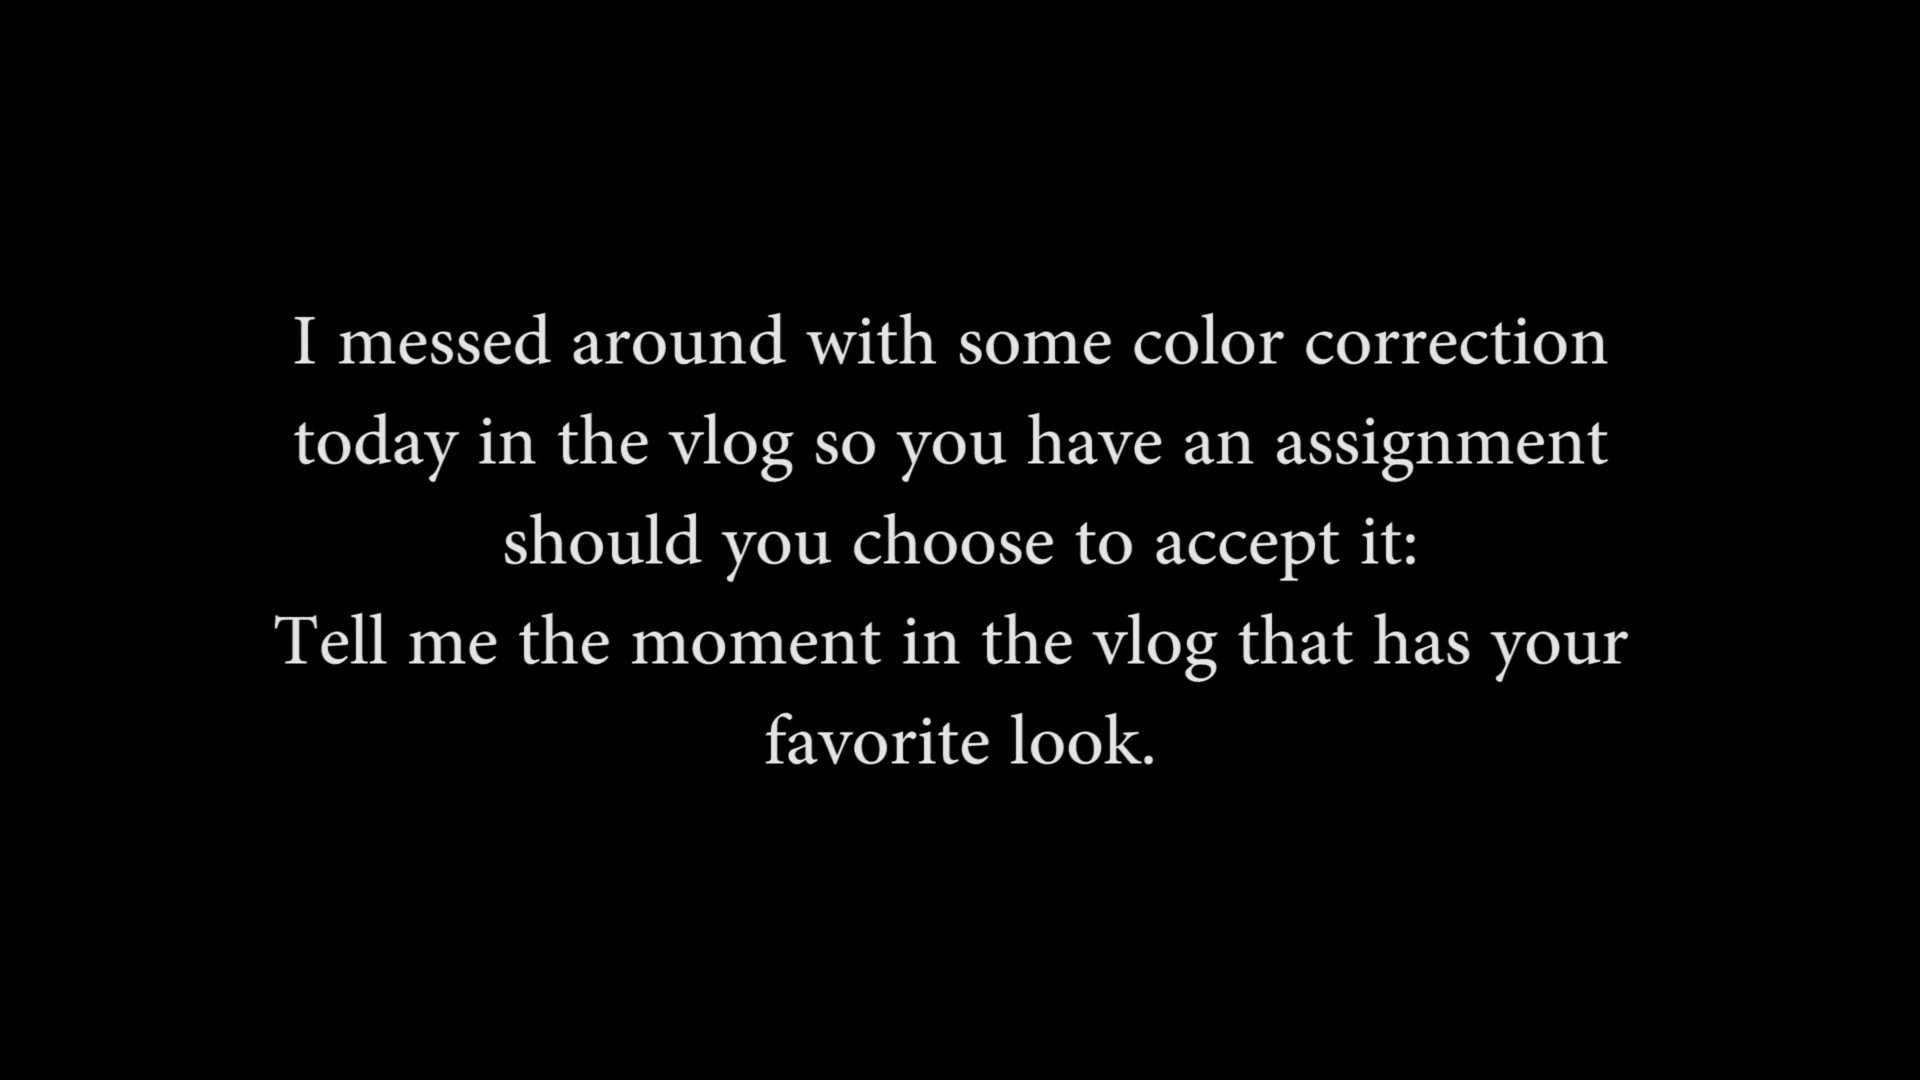 I messed around with some color correction
today in the vlog so you have an assignment
should you choose to accept it:
Tell me the moment in the vlog that has your
favorite look.